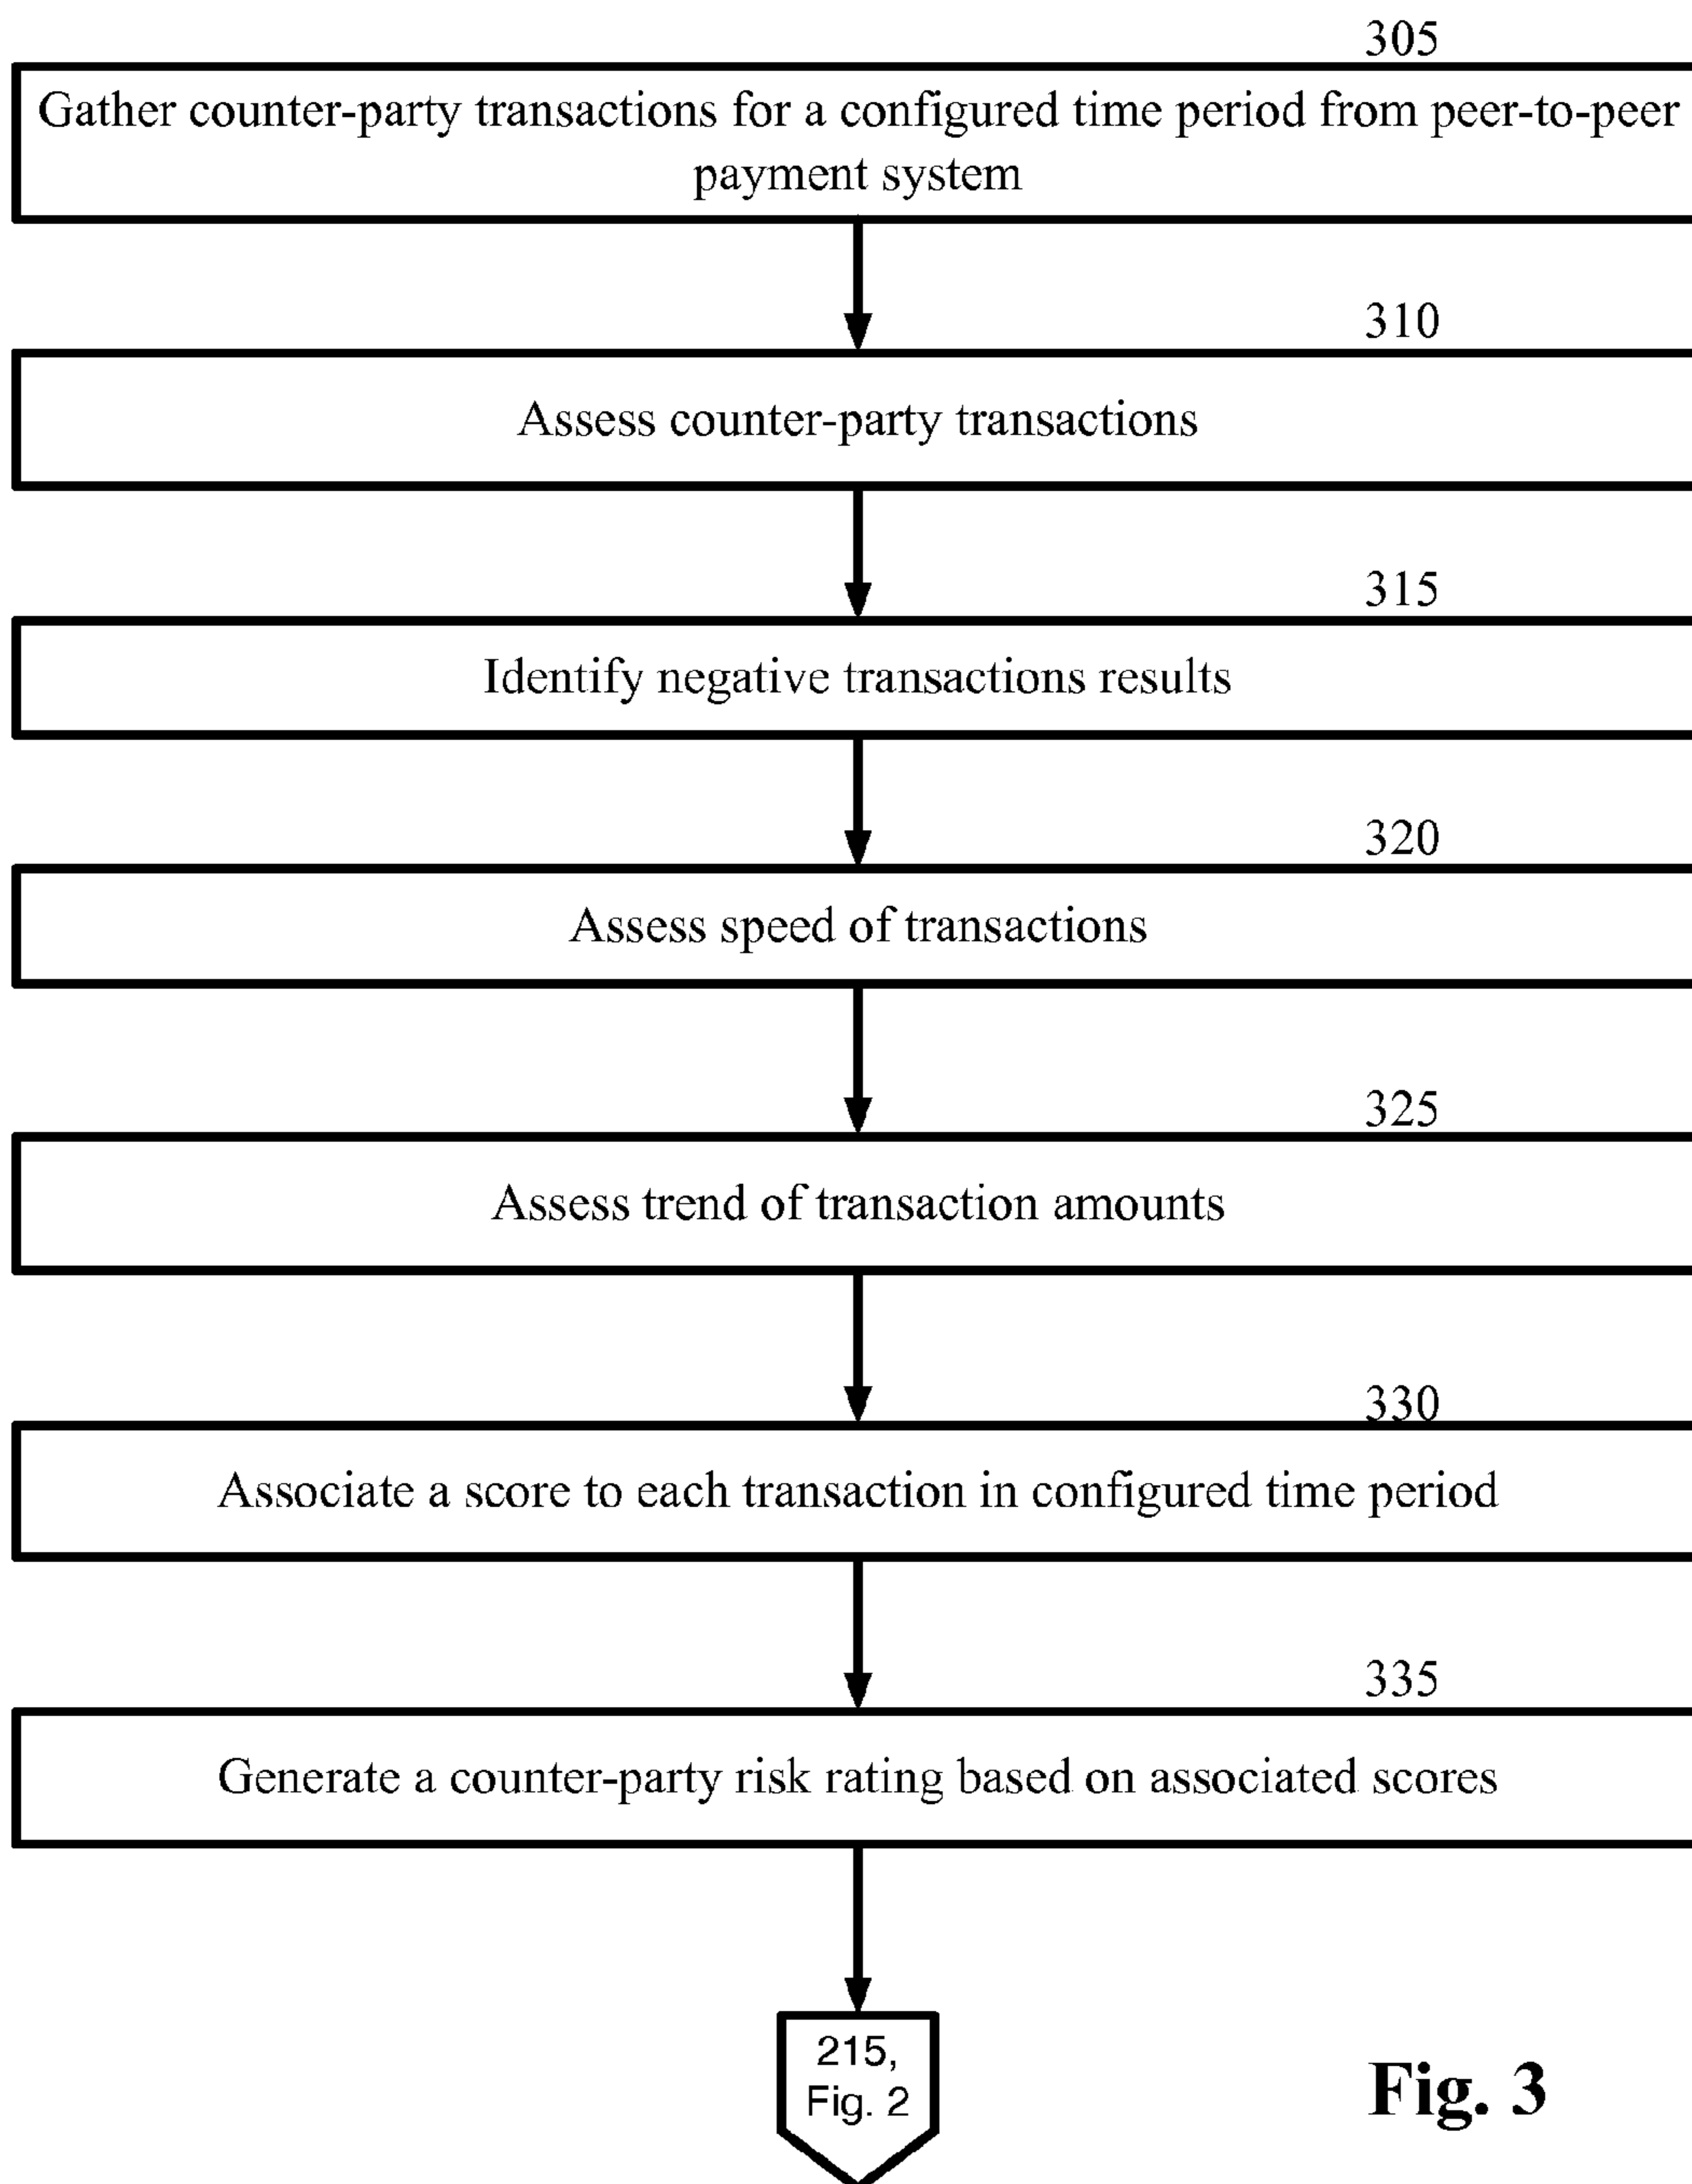 305
Gather counter-party transactions for a configured time period from peer-to-peer
payment system
310
Assess counter-party transactions
315
Identify negative transactions results
320
Assess speed of transactions
325
Assess trend of transaction amounts
330
Associate a score to each transaction in configured time period
335
Generate a counter-party risk rating based on associated scores
215,
Fig. 2
Fig. 3